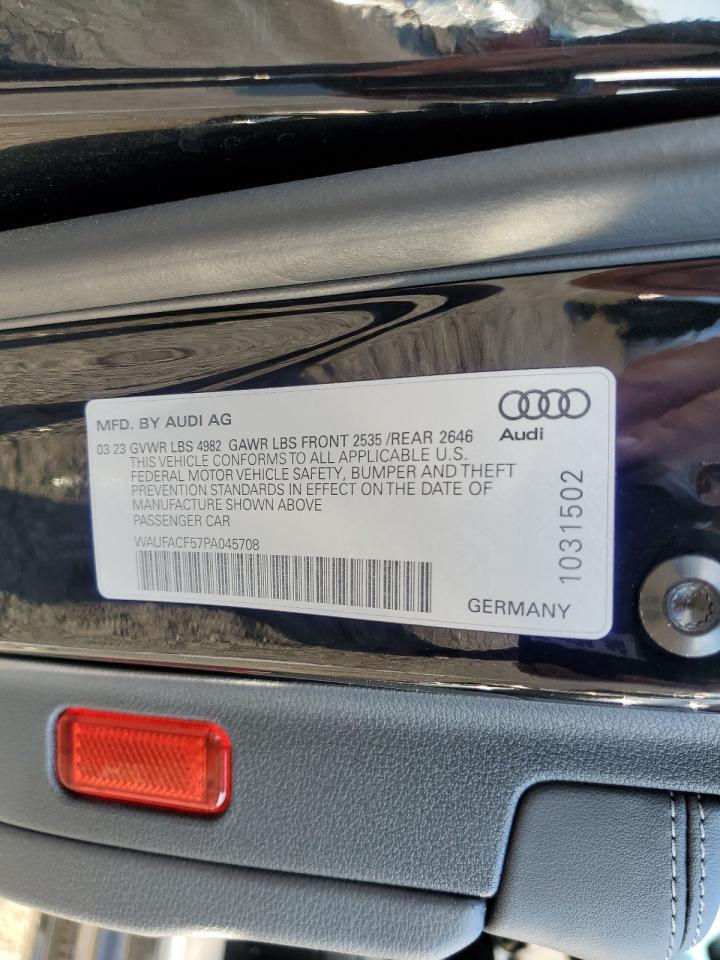 MFD. BY AUDI AG
Audi
03 23 GVWR LBS 4982 GAWR LBS FRONT 2535 /REAR 2646
THIS VEHICLE CONFORMS TO ALL APPLICABLE U.S.
FEDERAL MOTOR VEHICLE SAFETY, BUMPER AND THEFT
PREVENTION STANDARDS IN EFFECT ON THE DATE OF
MANUFACTURE SHOWN ABOVE
PASSENGER CAR
WAUFACF57PA045708
1031502
GERMANY